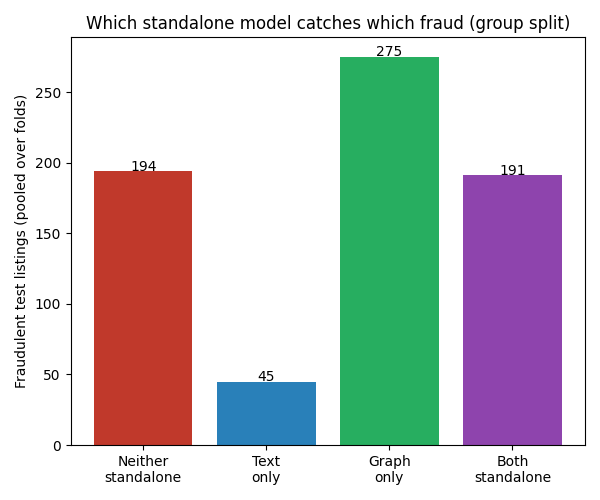 Which standalone model catches which fraud (group split)
Fraudulent test listings (pooled over folds)
250
200
150
100
50
0
194
45
275
191
Neither
standalone
Text
only
Graph
only
Both
standalone